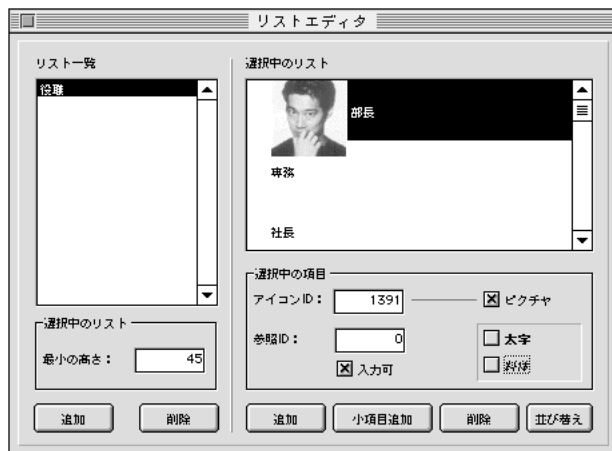 リストエディタ
リスト一覧
役職
選択中のリスト
最小の高さ： 45
追加 削除
選択中のリスト
部長
専務
社長
選択中の項目
アイコンID： 1391 ピクチャ
参照ID： 0 太字
入力可 斜体
追加 小項目追加 削除 並び替え